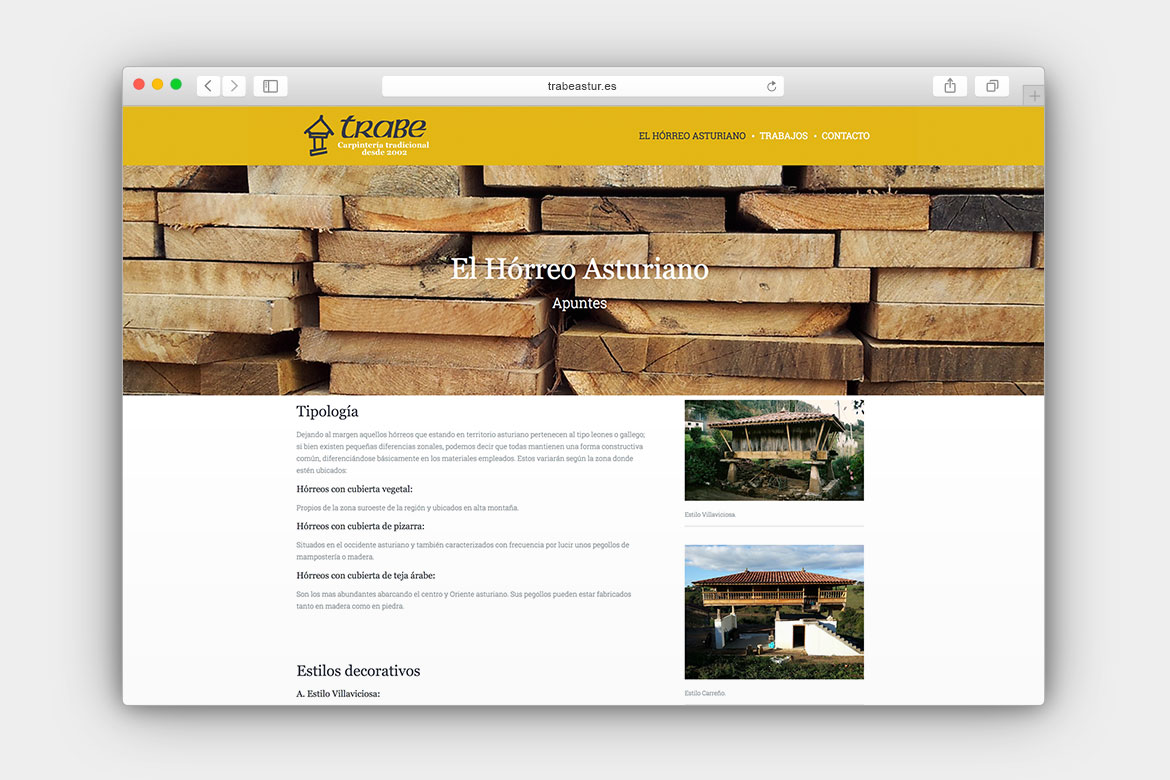 trabeastur.es
traBe
Carpintería tradicional
desde 2002
EL HÓRREO ASTURIANO • TRABAJOS • CONTACTO
El Hórreo Asturiano
Apuntes
Tipología
Dejando al margen aquellos hórreos que estando en territorio asturiano pertenecen al tipo leones o gallego;
si bien existen pequeñas diferencias zonales, podemos decir que todas mantienen una forma constructiva
común, diferenciándose básicamente en los materiales empleados. Estos variarán según la zona donde
estén ubicados:
Hórreos con cubierta vegetal:
Propios de la zona suroeste de la región y ubicados en alta montaña.
Hórreos con cubierta de pizarra:
Situados en el occidente asturiano y también caracterizados con frecuencia por lucir unos pegollos de
mampostería o madera.
Hórreos con cubierta de teja árabe:
Son los mas abundantes abarcando el centro y Oriente asturiano. Sus pegollos pueden estar fabricados
tanto en madera como en piedra.
Estilos decorativos
A. Estilo Villaviciosa:
Estilo Villaviciosa.
Estilo Carreño.